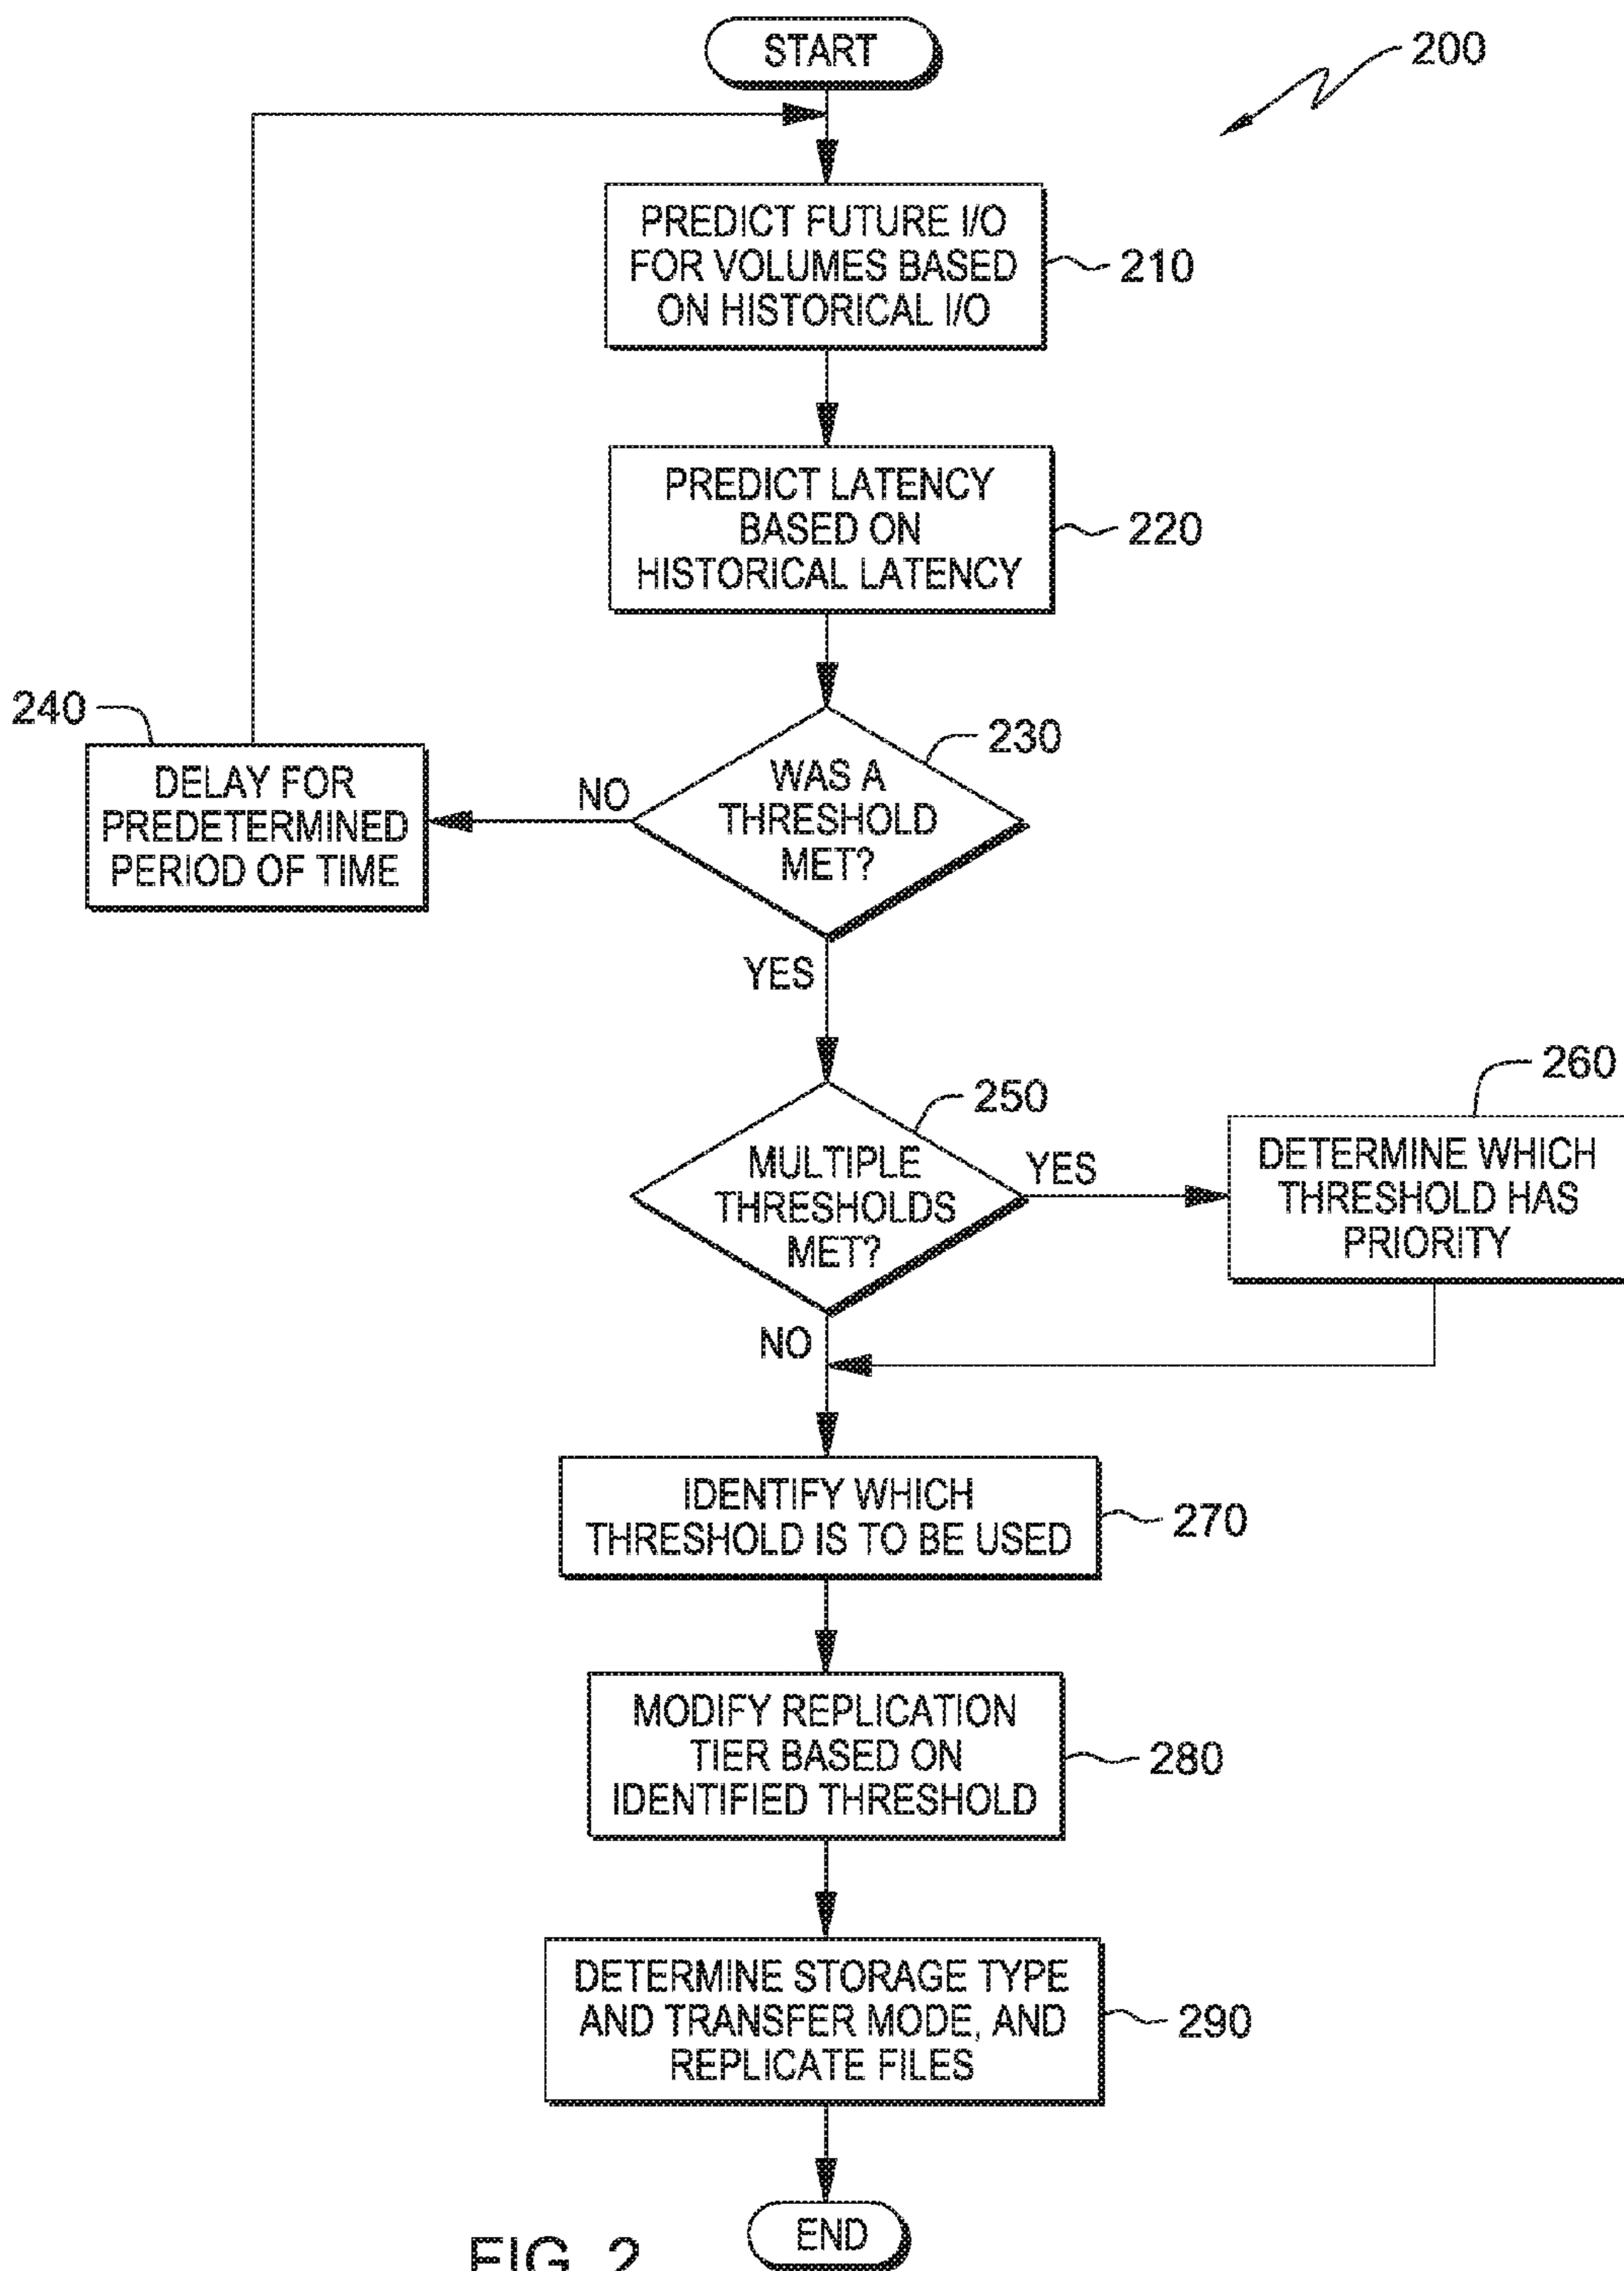 START
200
PREDICT FUTURE I/O
FOR VOLUMES BASED
ON HISTORICAL I/O
210
PREDICT LATENCY
BASED ON
HISTORICAL LATENCY
220
240
DELAY FOR
PREDETERMINED
PERIOD OF TIME
NO
230
WAS A
THRESHOLD
MET?
YES
250
MULTIPLE
THRESHOLDS
MET?
YES
260
DETERMINE WHICH
THRESHOLD HAS
PRIORITY
NO
IDENTIFY WHICH
THRESHOLD IS TO BE USED
270
MODIFY REPLICATION
TIER BASED ON
IDENTIFIED THRESHOLD
280
DETERMINE STORAGE TYPE
AND TRANSFER MODE, AND
REPLICATE FILES
290
END
FIG. 2